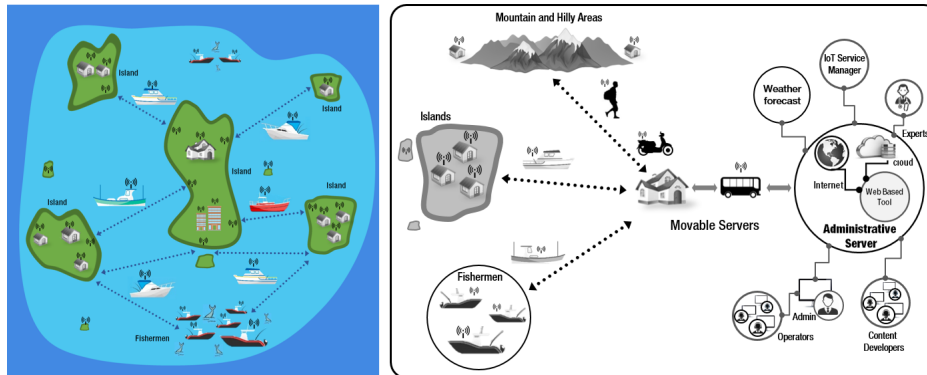 Island
Island
Island
Island
Island
Fishermen
Mountain and Hilly Areas
Islands
Fishermen
Movable Servers
Weather
forecast
IoT Service
Manager
Experts
cloud
Internet
Web Based
Tool
Administrative
Server
Admin
Operators
Content
Developers